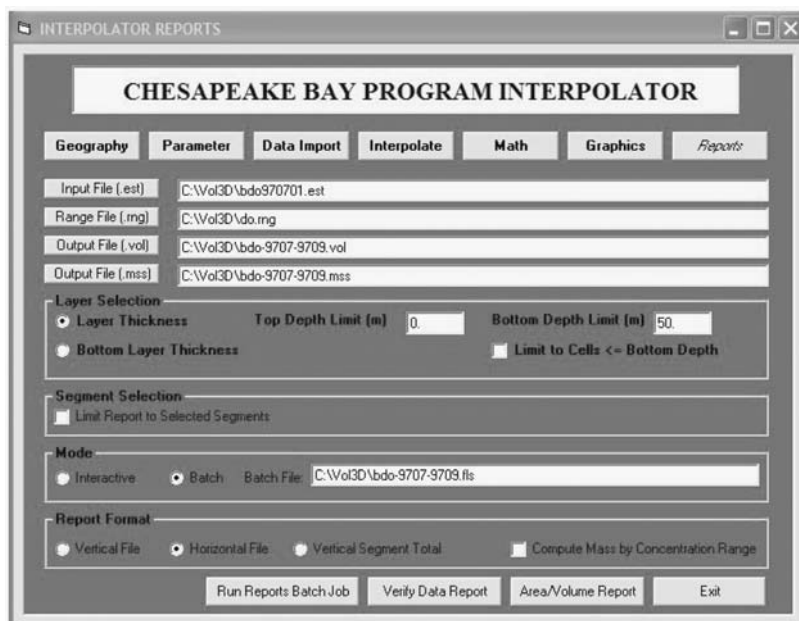 INTERPOLATOR REPORTS
CHESAPEAKE BAY PROGRAM INTERPOLATOR
Geography Parameter Data Import Interpolate Math Graphics Reports
Input File (.est) C:\Vol3D\bdo970701.est
Range File (.rng) C:\Vol3D\do.rng
Output File (.vol) C:\Vol3D\bdo-9707-9709.vol
Output File (.mss) C:\Vol3D\bdo-9707-9709.mss
Layer Selection
Layer Thickness Top Depth Limit (m) 0. Bottom Depth Limit (m) 50.
Bottom Layer Thickness Limit to Cells <= Bottom Depth
Segment Selection
Limit Report to Selected Segments
Mode
Interactive Batch Batch File: C:\Vol3D\bdo-9707-9709.fls
Report Format
Vertical File Horizontal File Vertical Segment Total Compute Mass by Concentration Range
Run Reports Batch Job Verify Data Report Area/Volume Report Exit